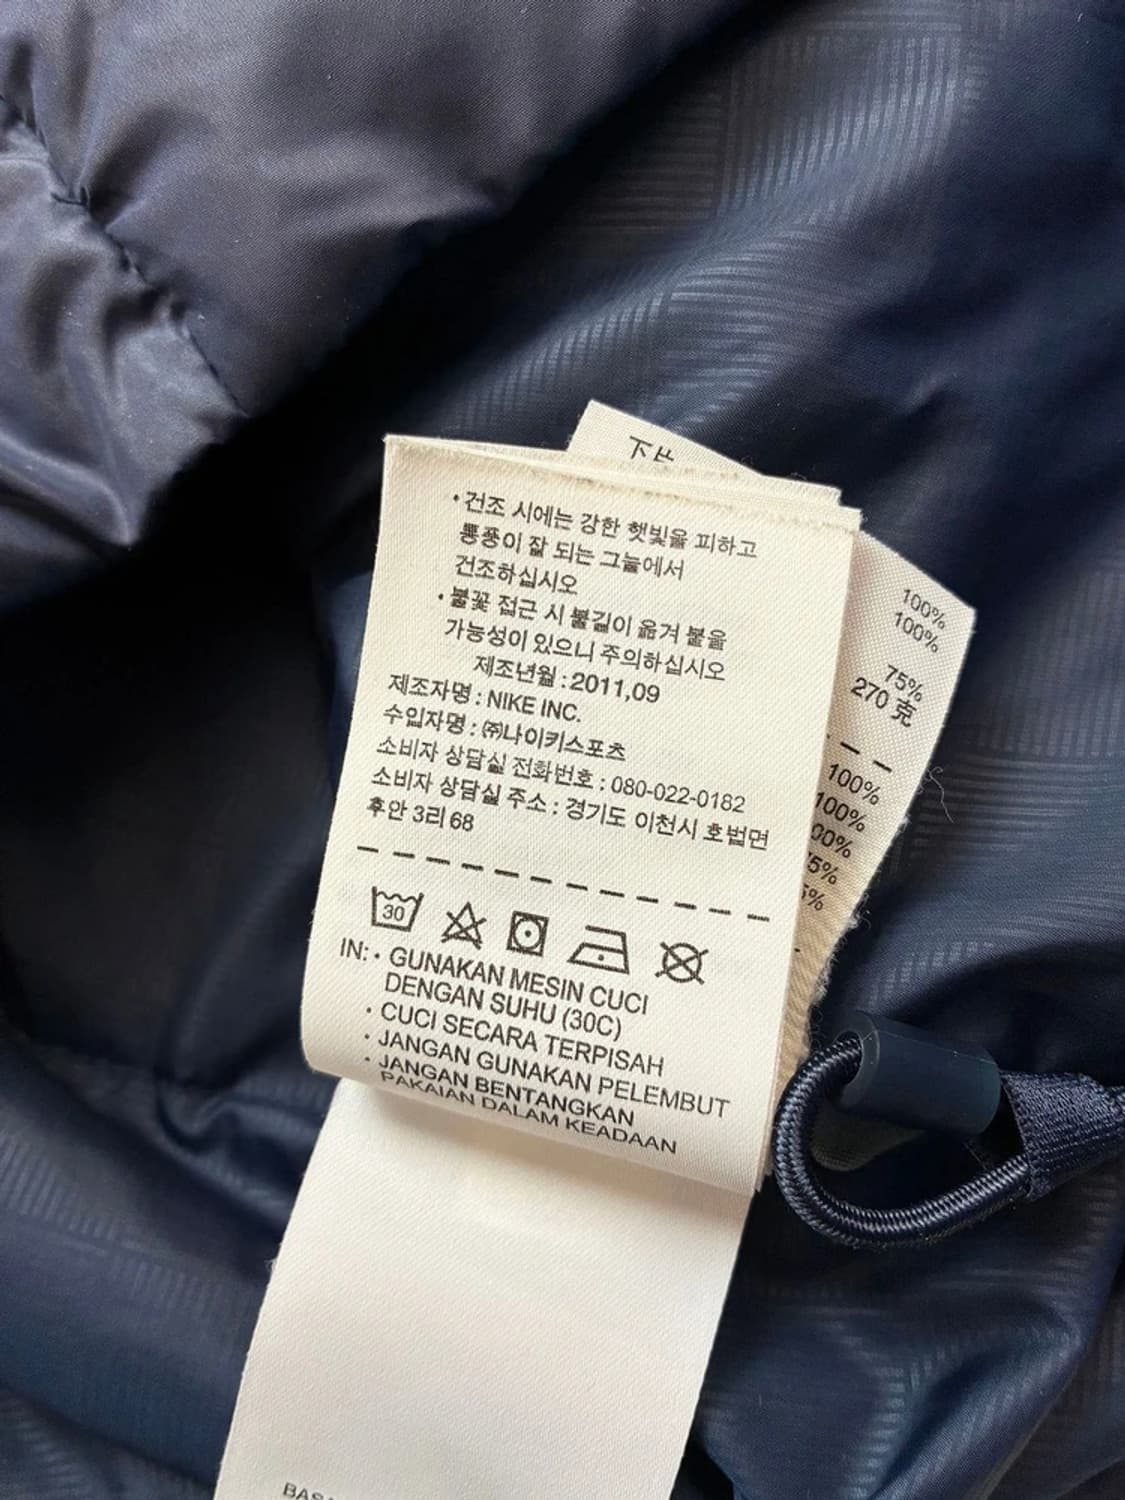 下片
• 건조 시에는 강한 햇빛을 피하고
통풍이 잘 되는 그늘에서
건조하십시오
• 불꽃 접근 시 불길이 옮겨 붙을
가능성이 있으니 주의하십시오
제조년월 : 2011,09
제조자명 : NIKE INC.
수입자명 : ㈜나이키스포츠
소비자 상담실 전화번호 : 080-022-0182
소비자 상담실 주소 : 경기도 이천시 호법면
후안 3리 68
30
IN: • GUNAKAN MESIN CUCI
DENGAN SUHU (30C)
• CUCI SECARA TERPISAH
• JANGAN GUNAKAN PELEMBUT
• JANGAN BENTANGKAN
PAKAIAN DALAM KEADAAN
100%
100%
75%
270 克
100%
100%
00%
5%
5%